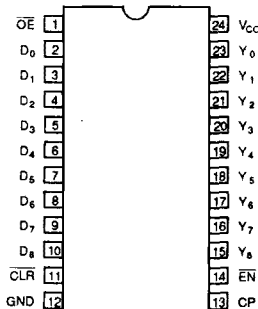 OE 1 24 VCC
D0 2 23 Y0
D1 3 22 Y1
D2 4 21 Y2
D3 5 20 Y3
D4 6 19 Y4
D5 7 18 Y5
D6 8 17 Y6
D7 9 16 Y7
D8 10 15 Y8
CLR 11 14 EN
GND 12 13 CP